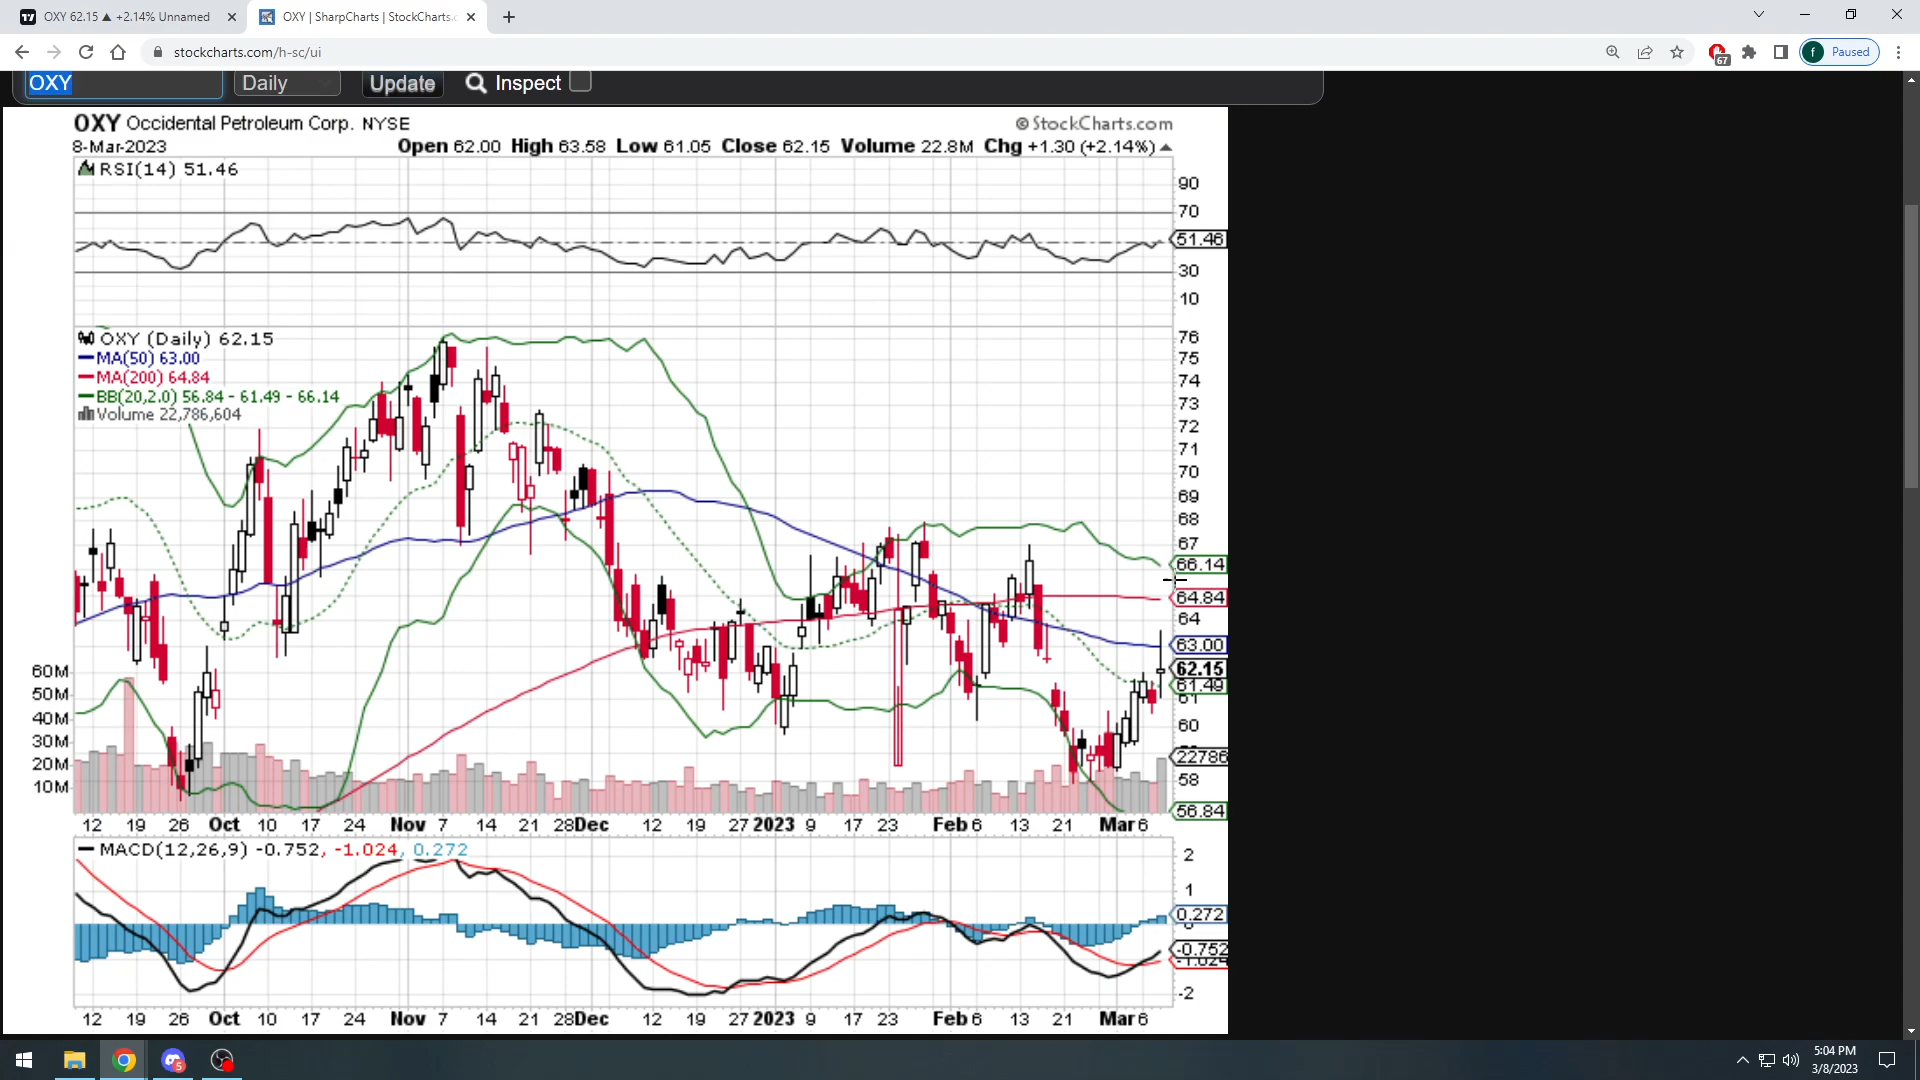 OXY 62.15 ▲ +2.14% Unnamed
OXY | SharpCharts | StockCharts.c
stockcharts.com/h-sc/ui
67
f Paused
OXY Daily Update Inspect
OXY Occidental Petroleum Corp. NYSE © StockCharts.com
8-Mar-2023 Open 62.00 High 63.58 Low 61.05 Close 62.15 Volume 22.8M Chg +1.30 (+2.14%)▲
RSI(14) 51.46
90
70
51.46
30
10
OXY (Daily) 62.15
MA(50) 63.00
MA(200) 64.84
BB(20,2.0) 56.84 - 61.49 - 66.14
Volume 22,786,604
76
75
74
73
72
71
70
69
68
67
66.14
64.84
64
63.00
62.15
61.49
61
60
22786
58
56.84
60M
50M
40M
30M
20M
10M
12 19 26 Oct 10 17 24 Nov 7 14 21 28 Dec 12 19 27 2023 9 17 23 Feb 6 13 21 Mar 6
MACD(12,26,9) -0.752, -1.024, 0.272
2
1
0.272
0
-0.752
-1.024
-2
12 19 26 Oct 10 17 24 Nov 7 14 21 28 Dec 12 19 27 2023 9 17 23 Feb 6 13 21 Mar 6
5
5:04 PM
3/8/2023